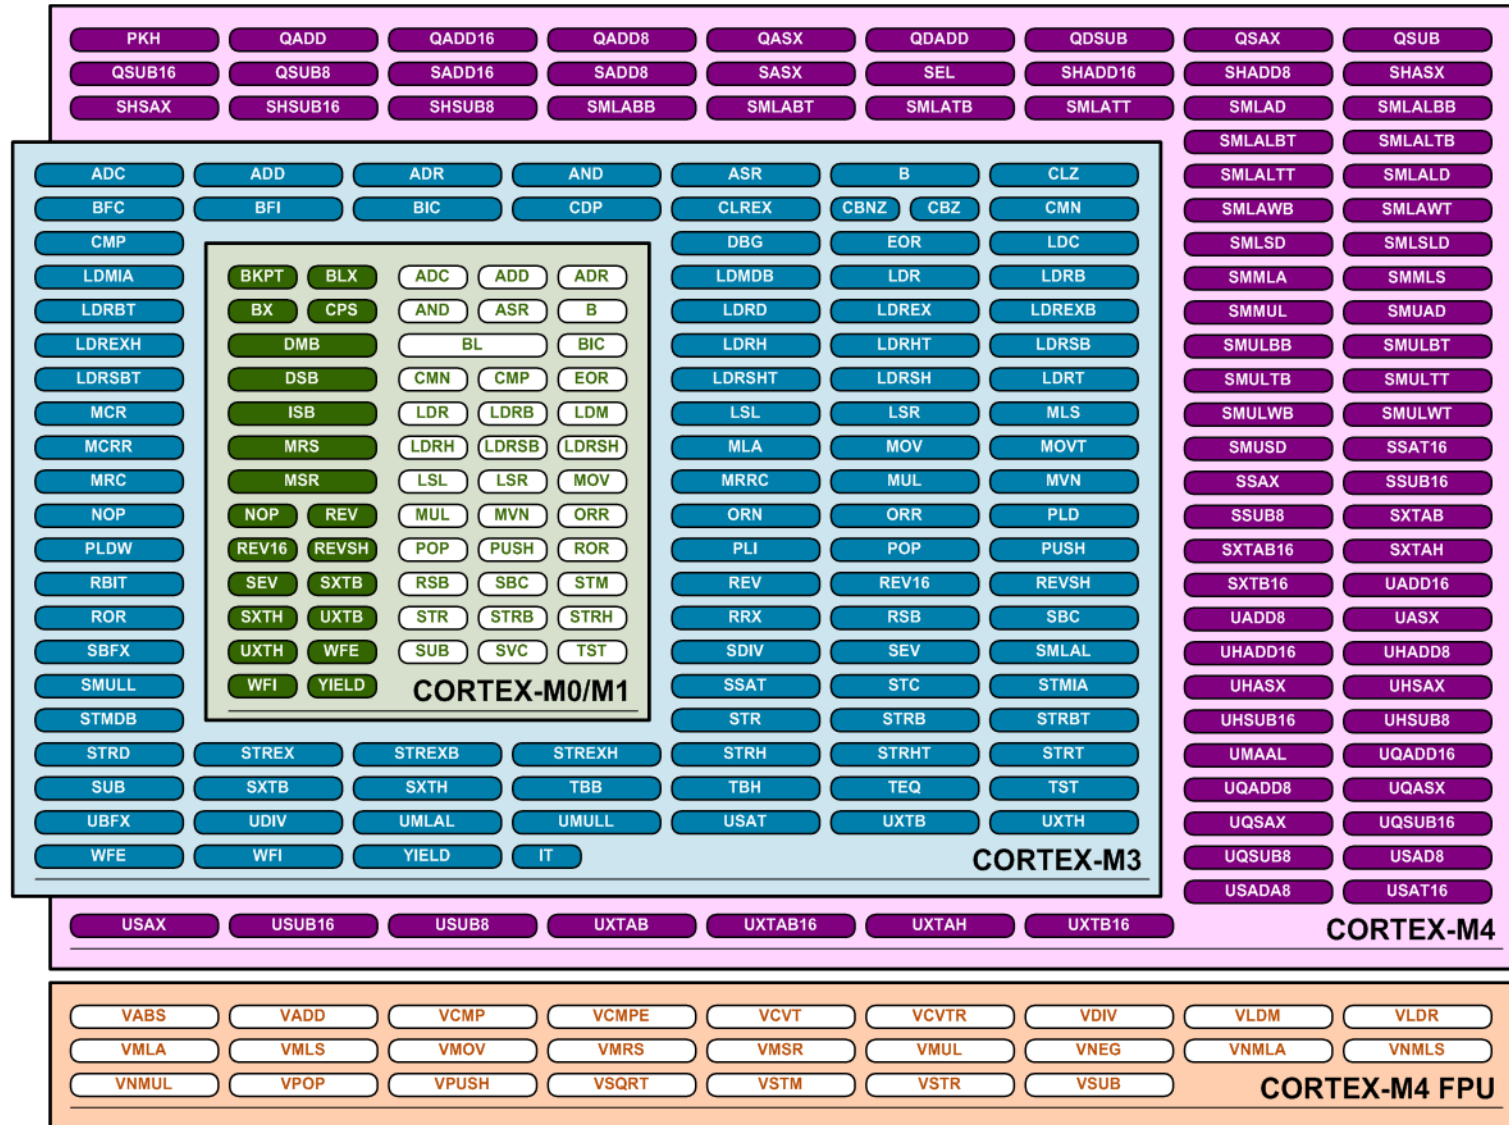 PKH QADD QADD16 QADD8 QASX QDADD QDSUB QSAX QSUB
QSUB16 QSUB8 SADD16 SADD8 SASX SEL SHADD16 SHADD8 SHASX
SHSAX SHSUB16 SHSUB8 SMLABB SMLABT SMLATB SMLATT SMLAD SMLALBB
SMLALBT SMLALTB
ADC ADD ADR AND ASR B CLZ SMLALTT SMLALD
BFC BFI BIC CDP CLREX CBNZ CBZ CMN SMLAWB SMLAWT
CMP DBG EOR LDC SMLSD SMLSLD
LDMIA BKPT BLX ADC ADD ADR LDMDB LDR LDRB SMMLA SMMLS
LDRBT BX CPS AND ASR B LDRD LDREX LDREXB SMMUL SMUAD
LDREXH DMB BL BIC LDRH LDRHT LDRSB SMULBB SMULBT
LDRSBT DSB CMN CMP EOR LDRSHT LDRSH LDRT SMULTB SMULTT
MCR ISB LDR LDRB LDM LSL LSR MLS SMULWB SMULWT
MCRR MRS LDRH LDRSB LDRSH MLA MOV MOVT SMUSD SSAT16
MRC MSR LSL LSR MOV MRRC MUL MVN SSAX SSUB16
NOP NOP REV MUL MVN ORR ORN ORR PLD SSUB8 SXTAB
PLDW REV16 REVSH POP PUSH ROR PLI POP PUSH SXTAB16 SXTAH
RBIT SEV SXTB RSB SBC STM REV REV16 REVSH SXTB16 UADD16
ROR SXTH UXTB STR STRB STRH RRX RSB SBC UADD8 UASX
SBFX UXTH WFE SUB SVC TST SDIV SEV SMLAL UHADD16 UHADD8
SMULL WFI YIELD CORTEX-M0/M1 SSAT STC STMIA UHASX UHSAX
STMDB STR STRB STRBT UHSUB16 UHSUB8
STRD STREX STREXB STREXH STRH STRHT STRT UMAAL UQADD16
SUB SXTB SXTH TBB TBH TEQ TST UQADD8 UQASX
UBFX UDIV UMLAL UMULL USAT UXTB UXTH UQSAX UQSUB16
WFE WFI YIELD IT CORTEX-M3 UQSUB8 USAD8
USADA8 USAT16
USAX USUB16 USUB8 UXTAB UXTAB16 UXTAH UXTB16 CORTEX-M4
VABS VADD VCMP VCMPE VCVT VCVTR VDIV VLDM VLDR
VMLA VMLS VMOV VMRS VMSR VMUL VNEG VNMLA VNMLS
VNMUL VPOP VPUSH VSQRT VSTM VSTR VSUB CORTEX-M4 FPU